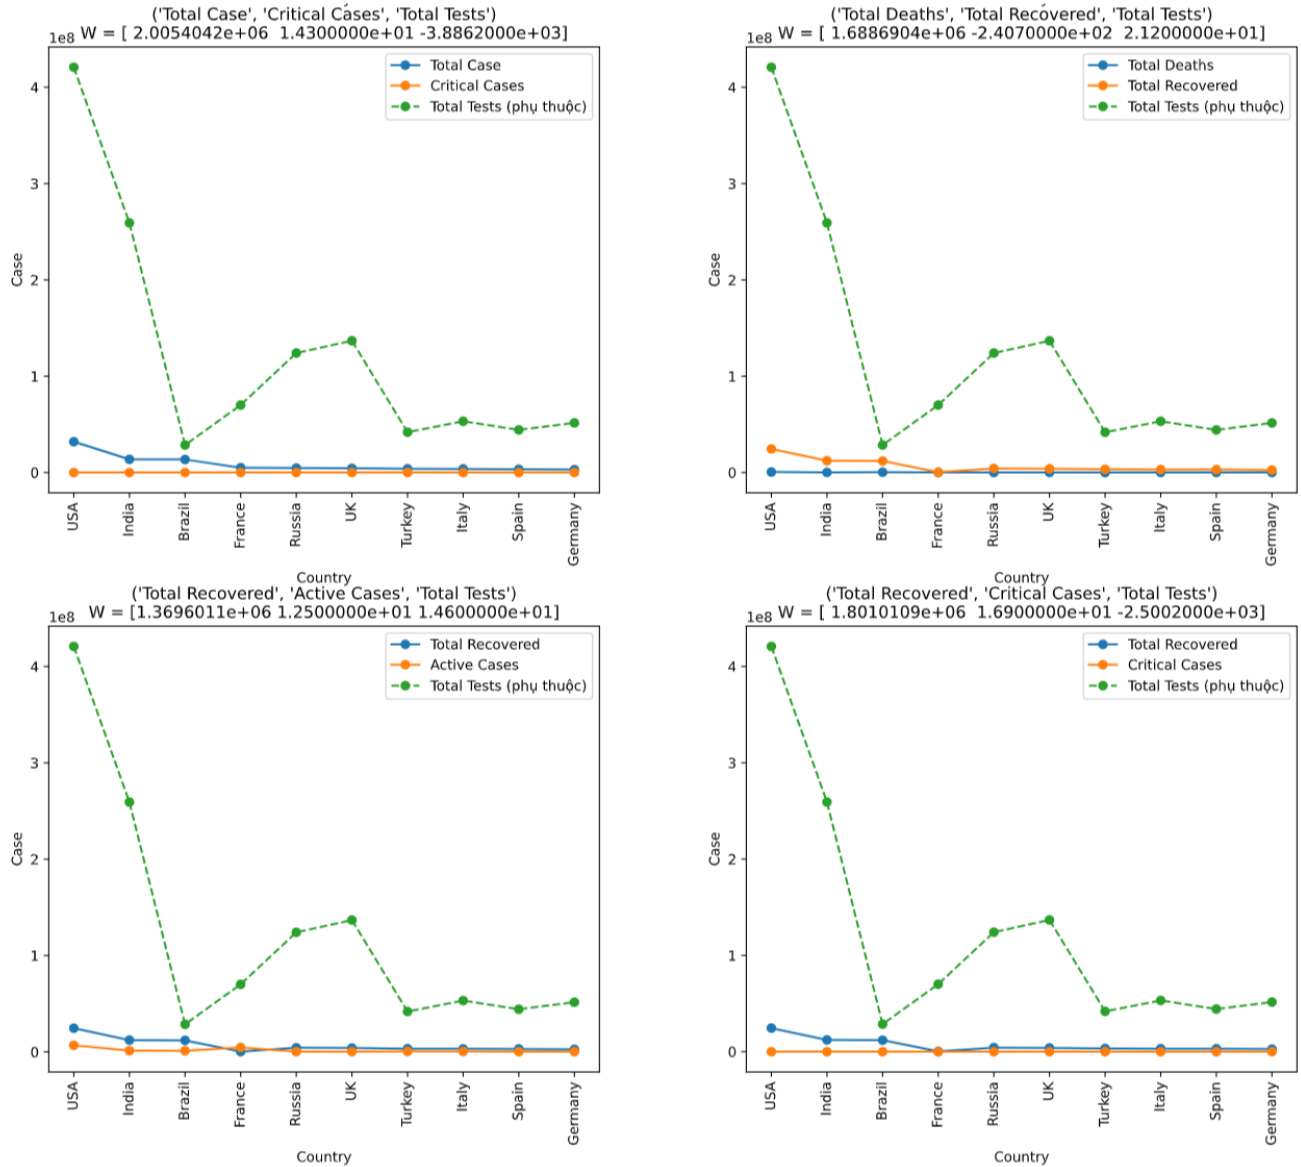 ('Total Case', 'Critical Cases', 'Total Tests')
W = [ 2.0054042e+06 1.4300000e+01 -3.8862000e+03]
1e8
Total Case
Critical Cases
Total Tests (phụ thuộc)
4
3
2
1
0
Case
USA
India
Brazil
France
Russia
UK
Turkey
Italy
Spain
Germany
Country
('Total Deaths', 'Total Recovered', 'Total Tests')
W = [ 1.6886904e+06 -2.4070000e+02 2.1200000e+01]
1e8
Total Deaths
Total Recovered
Total Tests (phụ thuộc)
4
3
2
1
0
Case
USA
India
Brazil
France
Russia
UK
Turkey
Italy
Spain
Germany
Country
('Total Recovered', 'Active Cases', 'Total Tests')
W = [1.3696011e+06 1.2500000e+01 1.4600000e+01]
1e8
Total Recovered
Active Cases
Total Tests (phụ thuộc)
4
3
2
1
0
Case
USA
India
Brazil
France
Russia
UK
Turkey
Italy
Spain
Germany
Country
('Total Recovered', 'Critical Cases', 'Total Tests')
W = [ 1.8010109e+06 1.6900000e+01 -2.5002000e+03]
1e8
Total Recovered
Critical Cases
Total Tests (phụ thuộc)
4
3
2
1
0
Case
USA
India
Brazil
France
Russia
UK
Turkey
Italy
Spain
Germany
Country